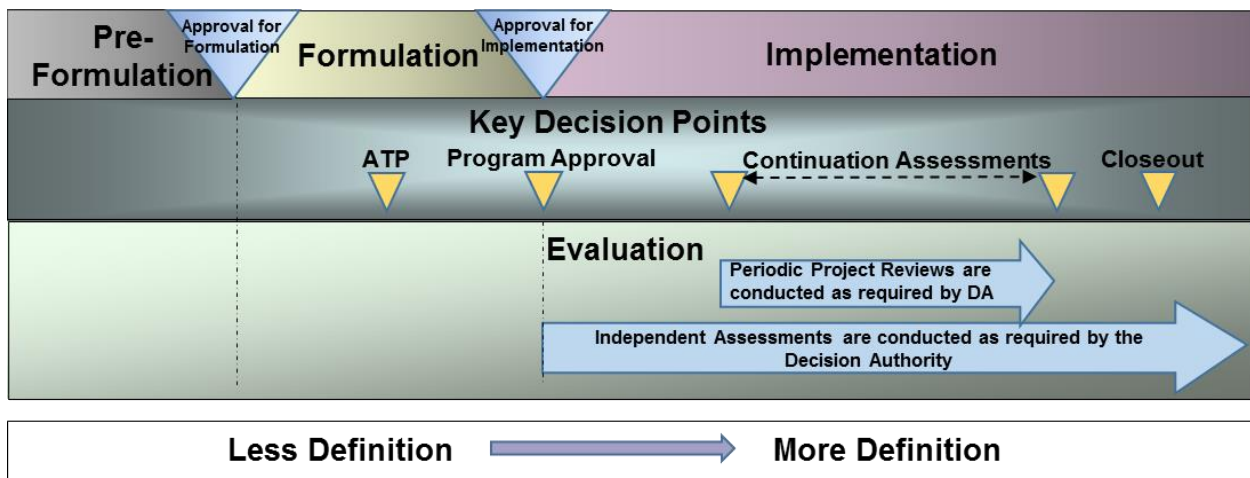 Pre-
Formulation
Approval for
Formulation
Formulation
Approval for
Implementation
Implementation
Key Decision Points
ATP
Program Approval
Continuation Assessments
Closeout
Evaluation
Periodic Project Reviews are
conducted as required by DA
Independent Assessments are conducted as required by the
Decision Authority
Less Definition
More Definition